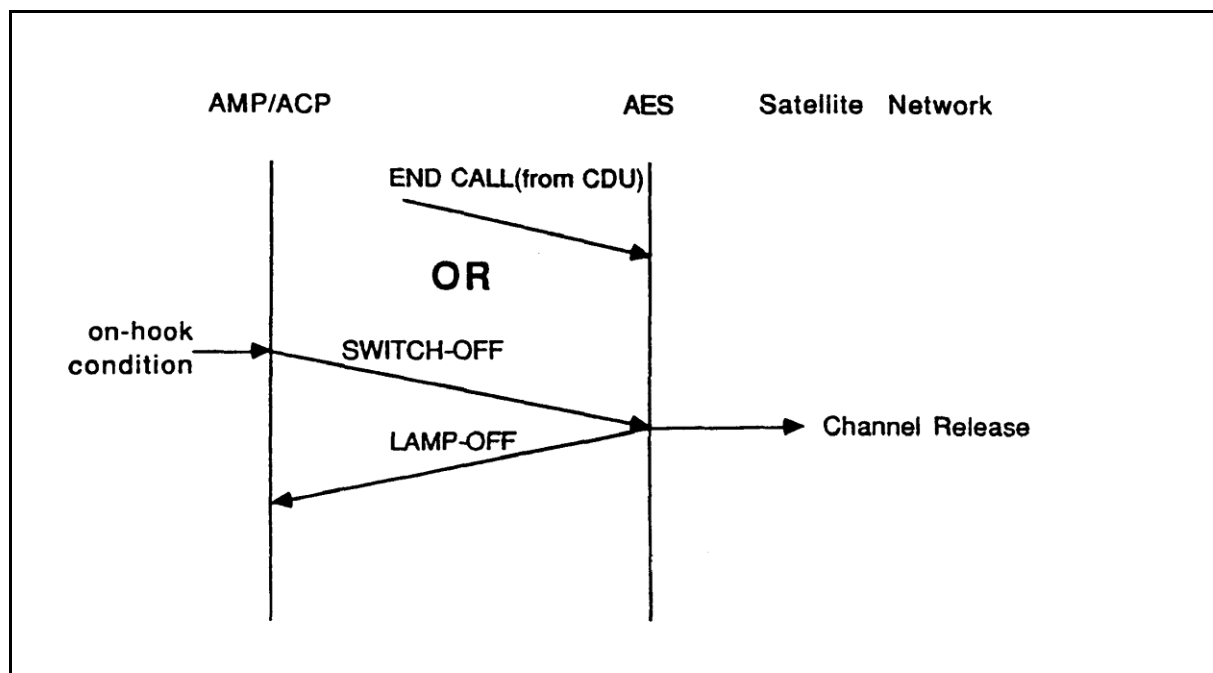 AMP/ACP AES Satellite Network
END CALL(from CDU)
OR
on-hook
condition
SWITCH-OFF
LAMP-OFF
Channel Release